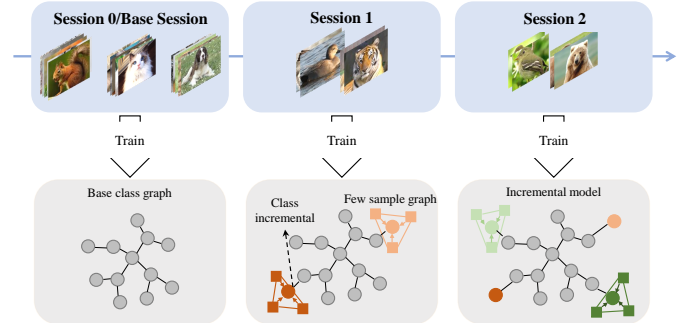 Session 0/Base Session
Session 1
Session 2
Train
Train
Train
Base class graph
Class
incremental
Few sample graph
Incremental model